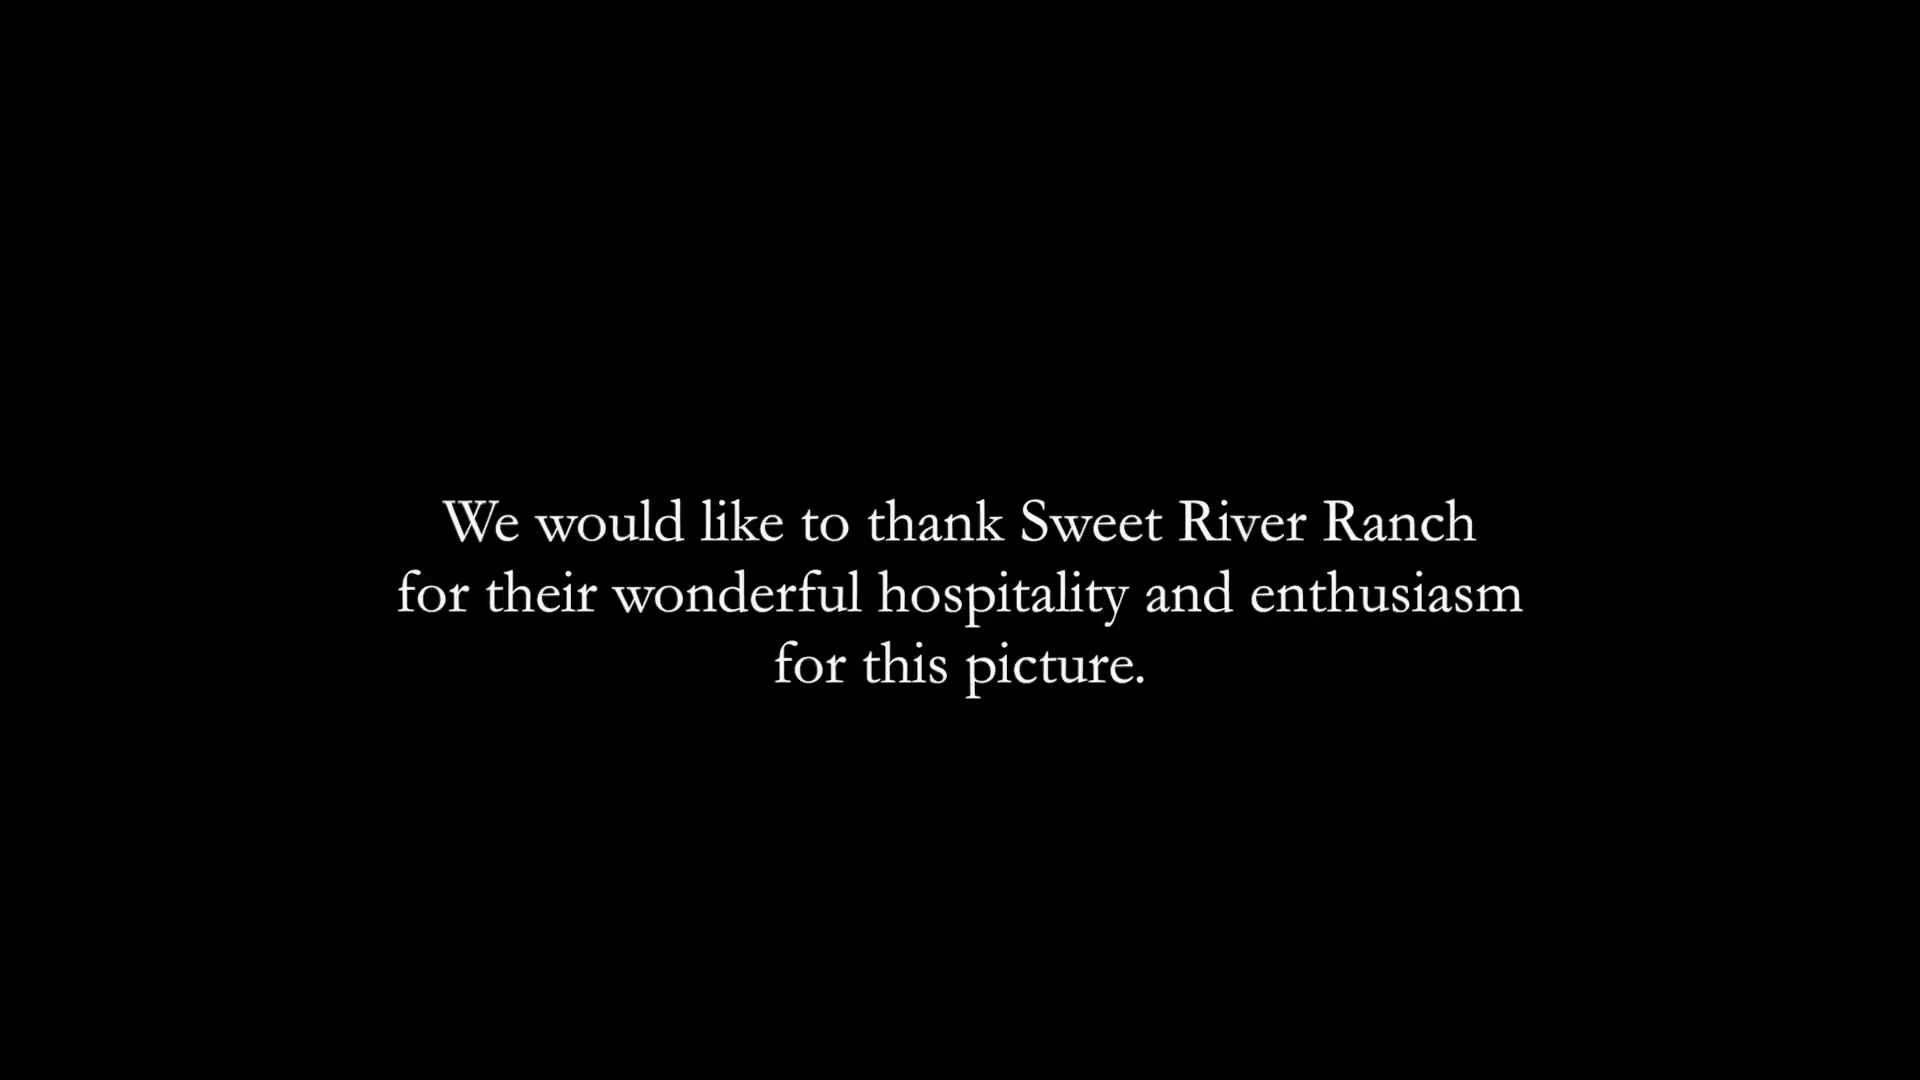 We would like to thank Sweet River Ranch
for their wonderful hospitality and enthusiasm
for this picture.